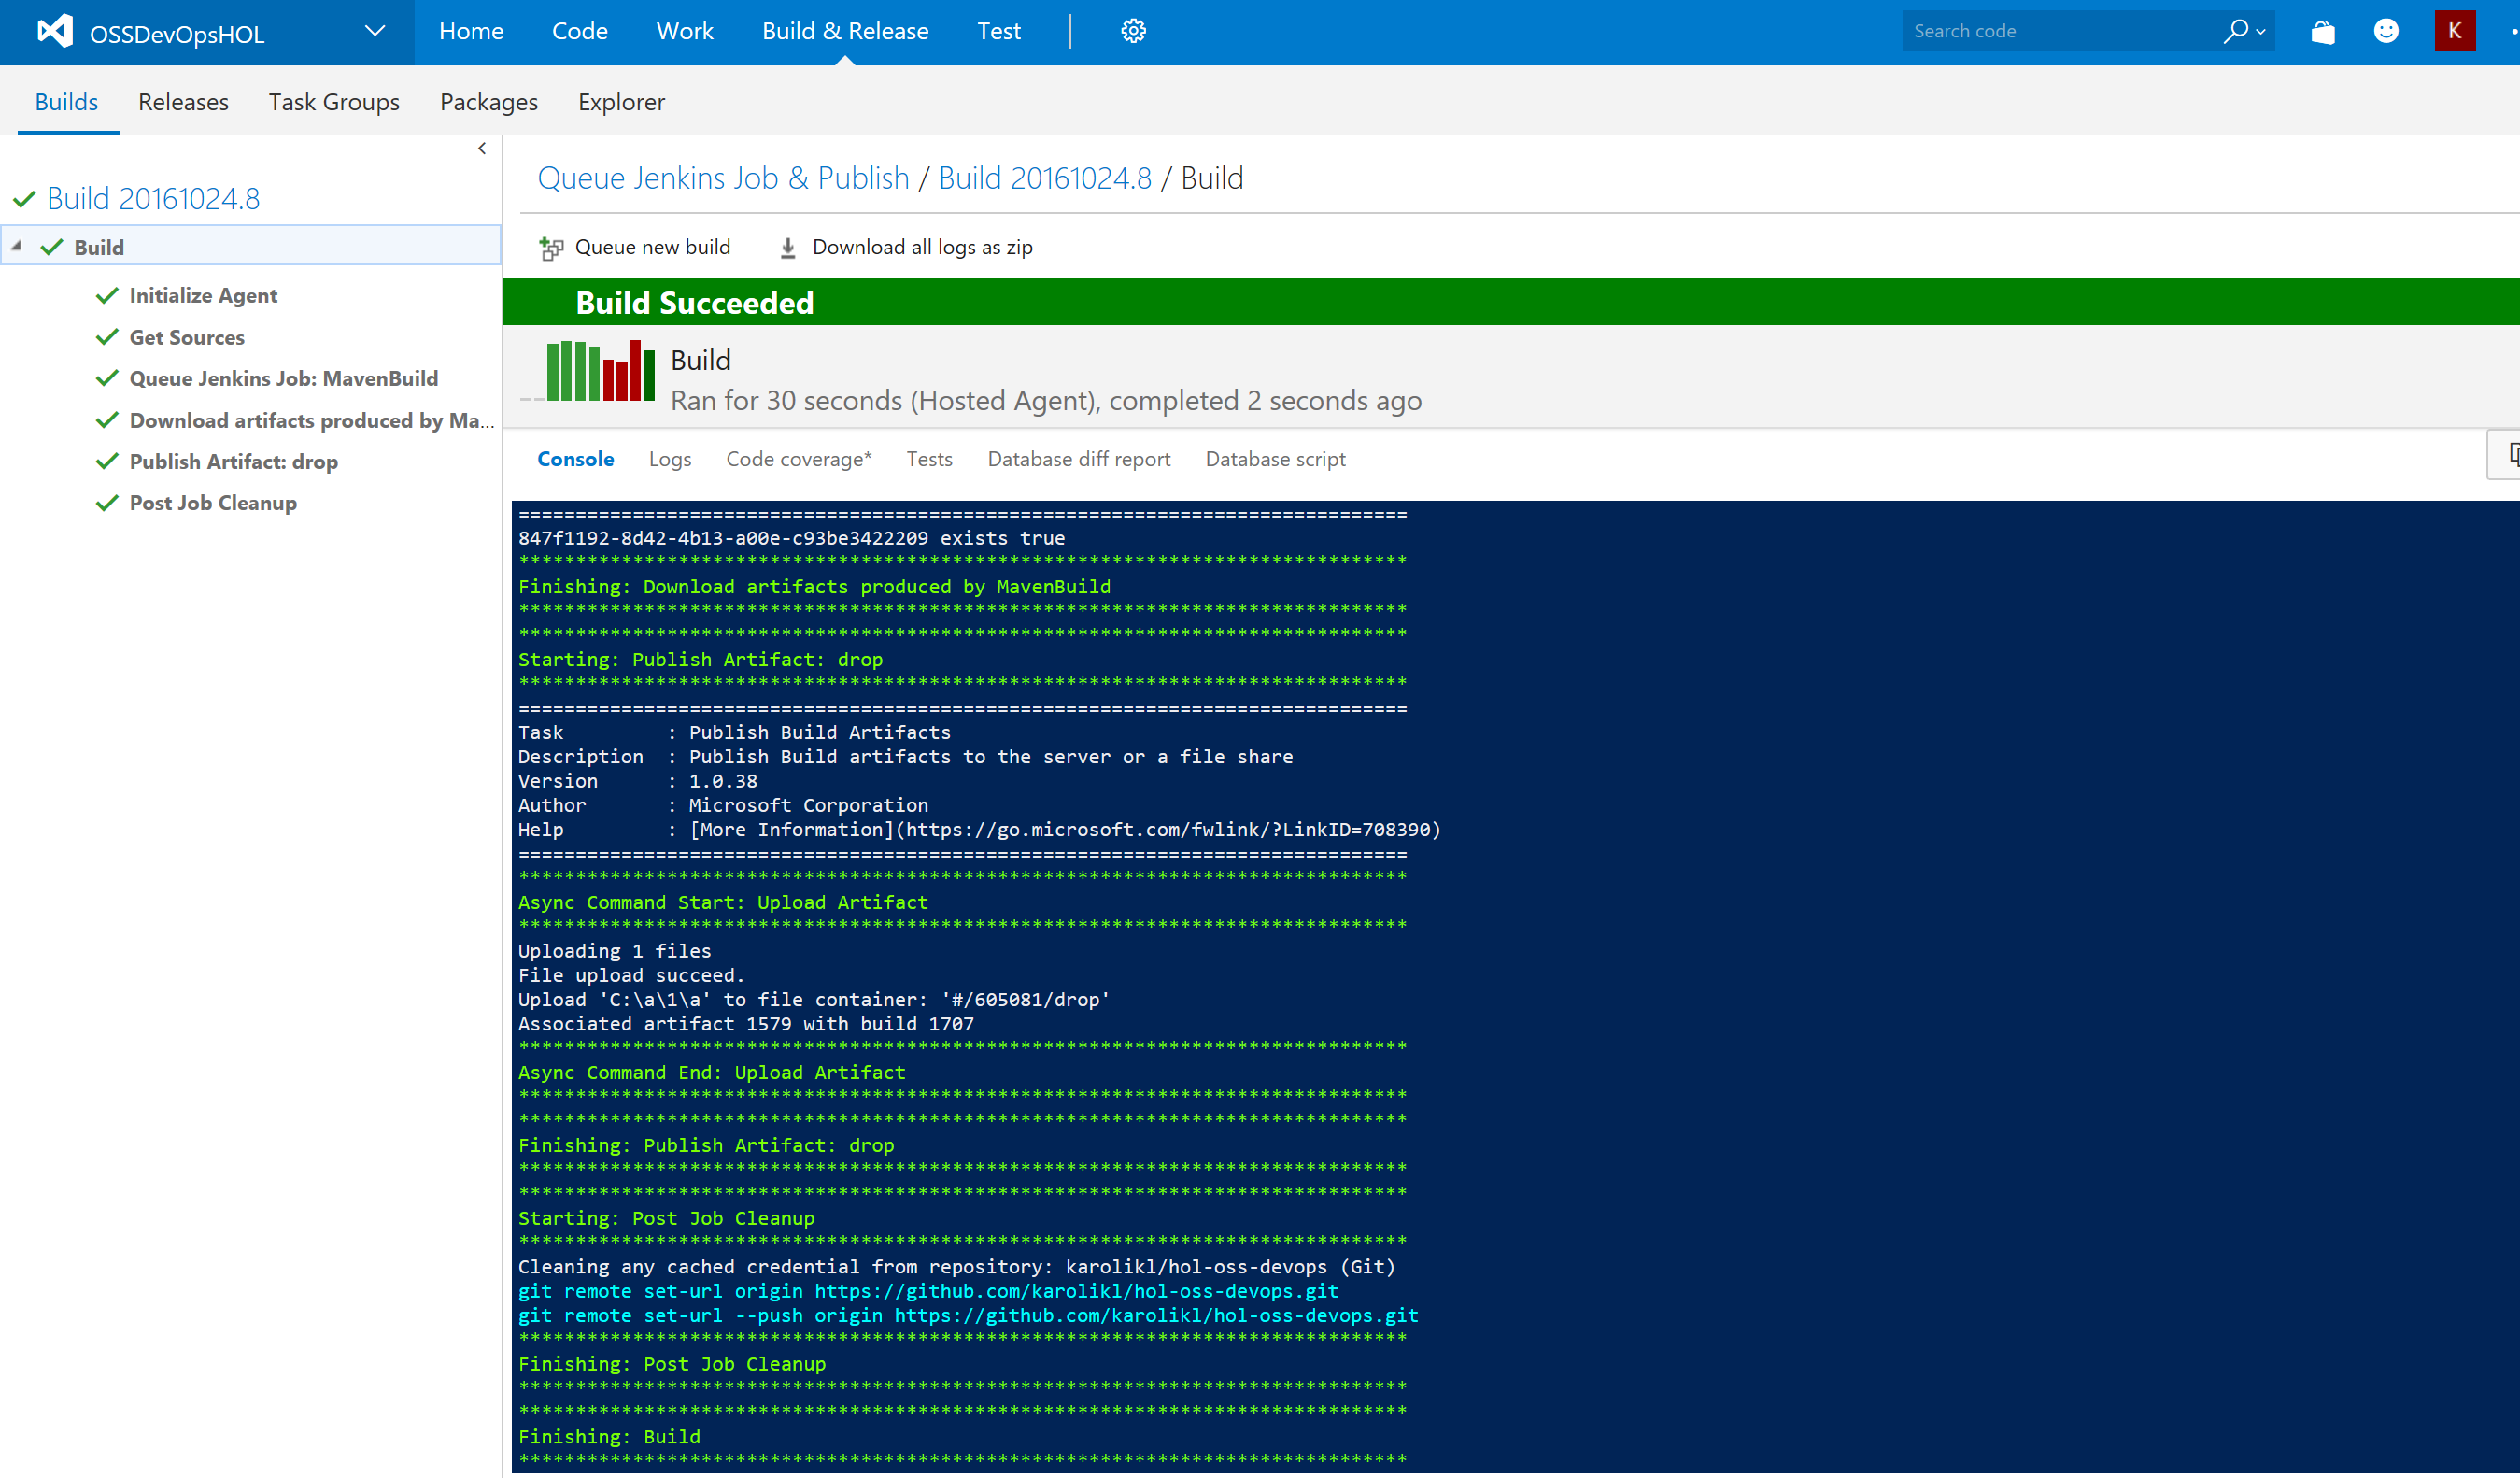 OSSDevOpsHOL
Home Code Work Build & Release Test
Search code
K
Builds Releases Task Groups Packages Explorer
Build 20161024.8
Build
Initialize Agent
Get Sources
Queue Jenkins Job: MavenBuild
Download artifacts produced by Ma...
Publish Artifact: drop
Post Job Cleanup
Queue Jenkins Job & Publish / Build 20161024.8 / Build
Queue new build Download all logs as zip
Build Succeeded
Build
Ran for 30 seconds (Hosted Agent), completed 2 seconds ago
Console Logs Code coverage* Tests Database diff report Database script
==============================================================================
847f1192-8d42-4b13-a00e-c93be3422209 exists true
******************************************************************************
Finishing: Download artifacts produced by MavenBuild
******************************************************************************
******************************************************************************
Starting: Publish Artifact: drop
******************************************************************************
==============================================================================
Task         : Publish Build Artifacts
Description  : Publish Build artifacts to the server or a file share
Version      : 1.0.38
Author       : Microsoft Corporation
Help         : [More Information](https://go.microsoft.com/fwlink/?LinkID=708390)
==============================================================================
******************************************************************************
Async Command Start: Upload Artifact
******************************************************************************
Uploading 1 files
File upload succeed.
Upload 'C:\a\1\a' to file container: '#/605081/drop'
Associated artifact 1579 with build 1707
******************************************************************************
Async Command End: Upload Artifact
******************************************************************************
******************************************************************************
Finishing: Publish Artifact: drop
******************************************************************************
******************************************************************************
Starting: Post Job Cleanup
******************************************************************************
Cleaning any cached credential from repository: karolikl/hol-oss-devops (Git)
git remote set-url origin https://github.com/karolikl/hol-oss-devops.git
git remote set-url --push origin https://github.com/karolikl/hol-oss-devops.git
******************************************************************************
Finishing: Post Job Cleanup
******************************************************************************
******************************************************************************
Finishing: Build
******************************************************************************